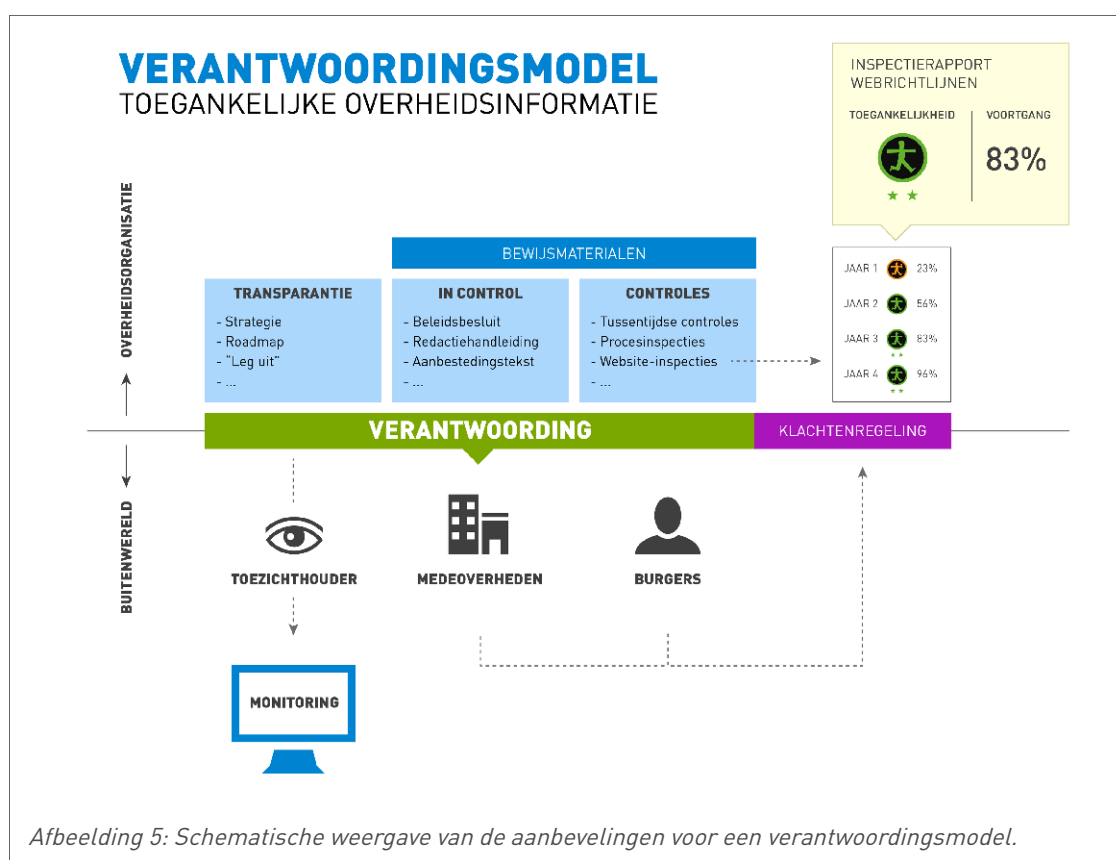 VERANTWOORDINGSMODEL
TOEGANKELIJKE OVERHEIDSINFORMATIE
INSPECTIERAPPORT
WEBRICHTLIJNEN
TOEGANKELIJKHEID
VOORTGANG
83%
OVERHEIDSORGANISATIE
BUITENWERELD
BEWIJSMATERIALEN
TRANSPARANTIE
- Strategie
- Roadmap
- "Leg uit"
- ...
IN CONTROL
- Beleidsbesluit
- Redactiehandleiding
- Aanbestedingstekst
- ...
CONTROLES
- Tussentijdse controles
- Procesinspecties
- Website-inspecties
- ...
JAAR 1 23%
JAAR 2 56%
JAAR 3 83%
JAAR 4 96%
VERANTWOORDING
KLACHTENREGELING
TOEZICHTHOUDER
MEDEOVERHEDEN
BURGERS
MONITORING
Afbeelding 5: Schematische weergave van de aanbevelingen voor een verantwoordingsmodel.